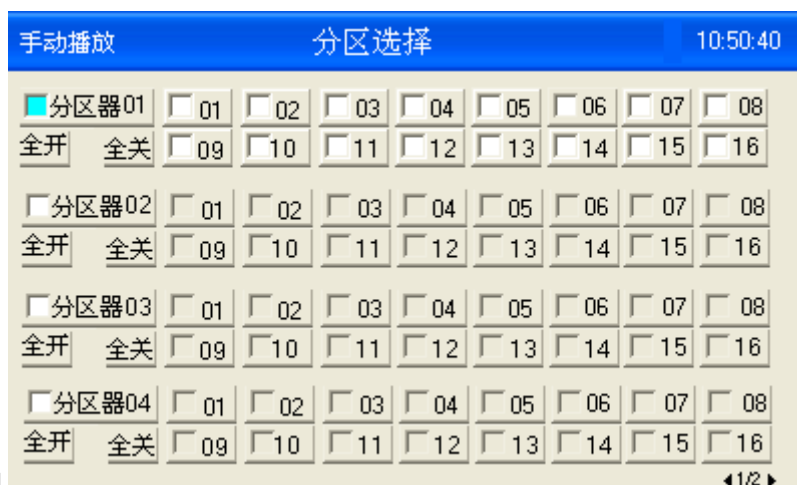 手动播放 分区选择 10:50:40
分区器01 01 02 03 04 05 06 07 08
全开 全关 09 10 11 12 13 14 15 16
分区器02 01 02 03 04 05 06 07 08
全开 全关 09 10 11 12 13 14 15 16
分区器03 01 02 03 04 05 06 07 08
全开 全关 09 10 11 12 13 14 15 16
分区器04 01 02 03 04 05 06 07 08
全开 全关 09 10 11 12 13 14 15 16
1/2